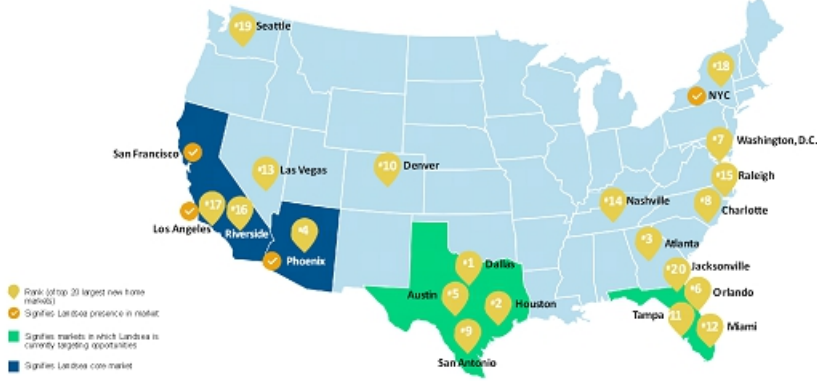 #19 Seattle
#18
NYC
#7 Washington, D.C.
San Francisco
#13 Las Vegas
#10 Denver
#15 Raleigh
#14 Nashville
#8 Charlotte
#17
#16
Los Angeles
Riverside
#4
Phoenix
#3 Atlanta
#1 Dallas
#20 Jacksonville
Austin #5
#2 Houston
#6 Orlando
Tampa 11
#12 Miami
#9
San Antonio
Rank (of top 20 largest new home
markets)
Signifies Landsea presence in market
Signifies markets in which Landsea is
currently targeting opportunities
Signifies Landsea core market